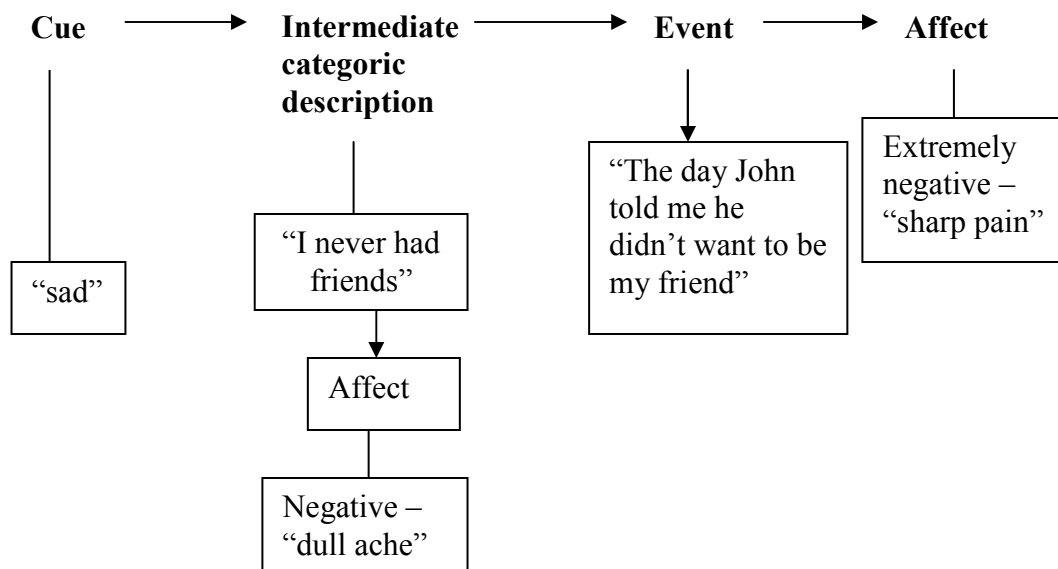 Cue
Intermediate
categoric
description
Event
Affect
“sad”
“I never had
friends”
Affect
Negative –
“dull ache”
“The day John
told me he
didn’t want to be
my friend”
Extremely
negative –
“sharp pain”